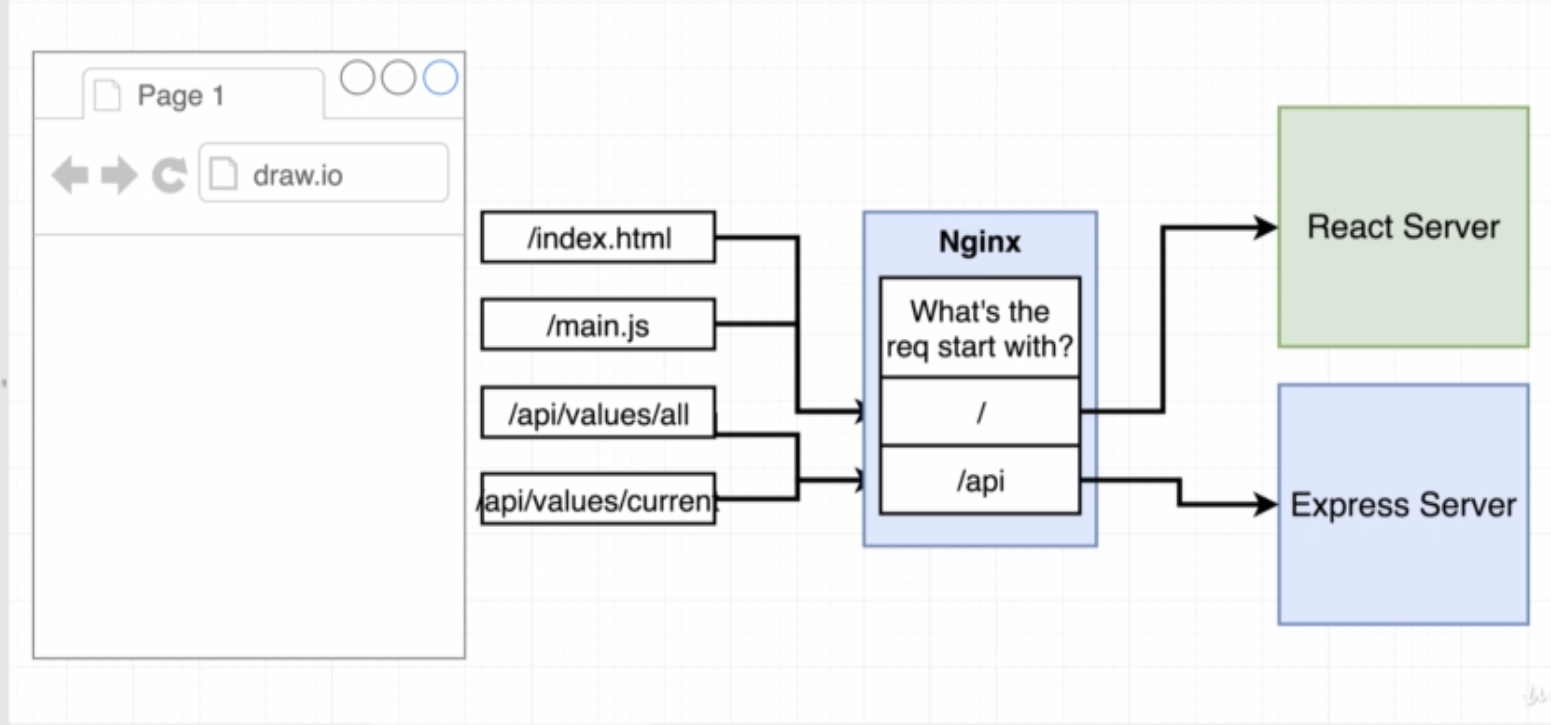 Page 1
draw.io
/index.html
/main.js
/api/values/all
/api/values/current
Nginx
What's the
req start with?
/
/api
React Server
Express Server